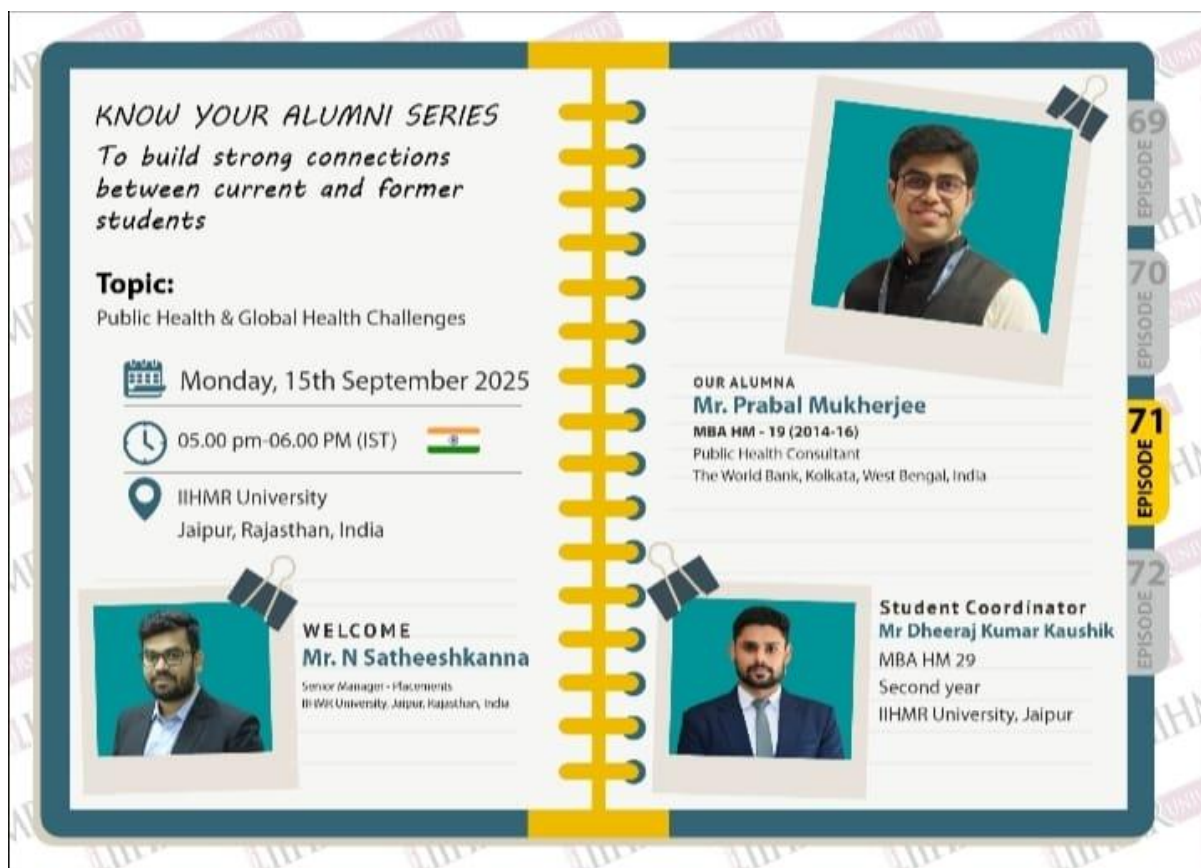 KNOW YOUR ALUMNI SERIES
To build strong connections
between current and former
students
Topic:
Public Health & Global Health Challenges
Monday, 15th September 2025
05.00 pm-06.00 PM (IST)
IIHMR University
Jaipur, Rajasthan, India
WELCOME
Mr. N Satheeshkanna
Senior Manager - Placements
IIHMR University, Jaipur, Rajasthan, India
OUR ALUMNA
Mr. Prabal Mukherjee
MBA HM - 19 (2014-16)
Public Health Consultant
The World Bank, Kolkata, West Bengal, India
Student Coordinator
Mr Dheeraj Kumar Kaushik
MBA HM 29
Second year
IIHMR University, Jaipur
EPISODE 69
EPISODE 70
EPISODE 71
EPISODE 72